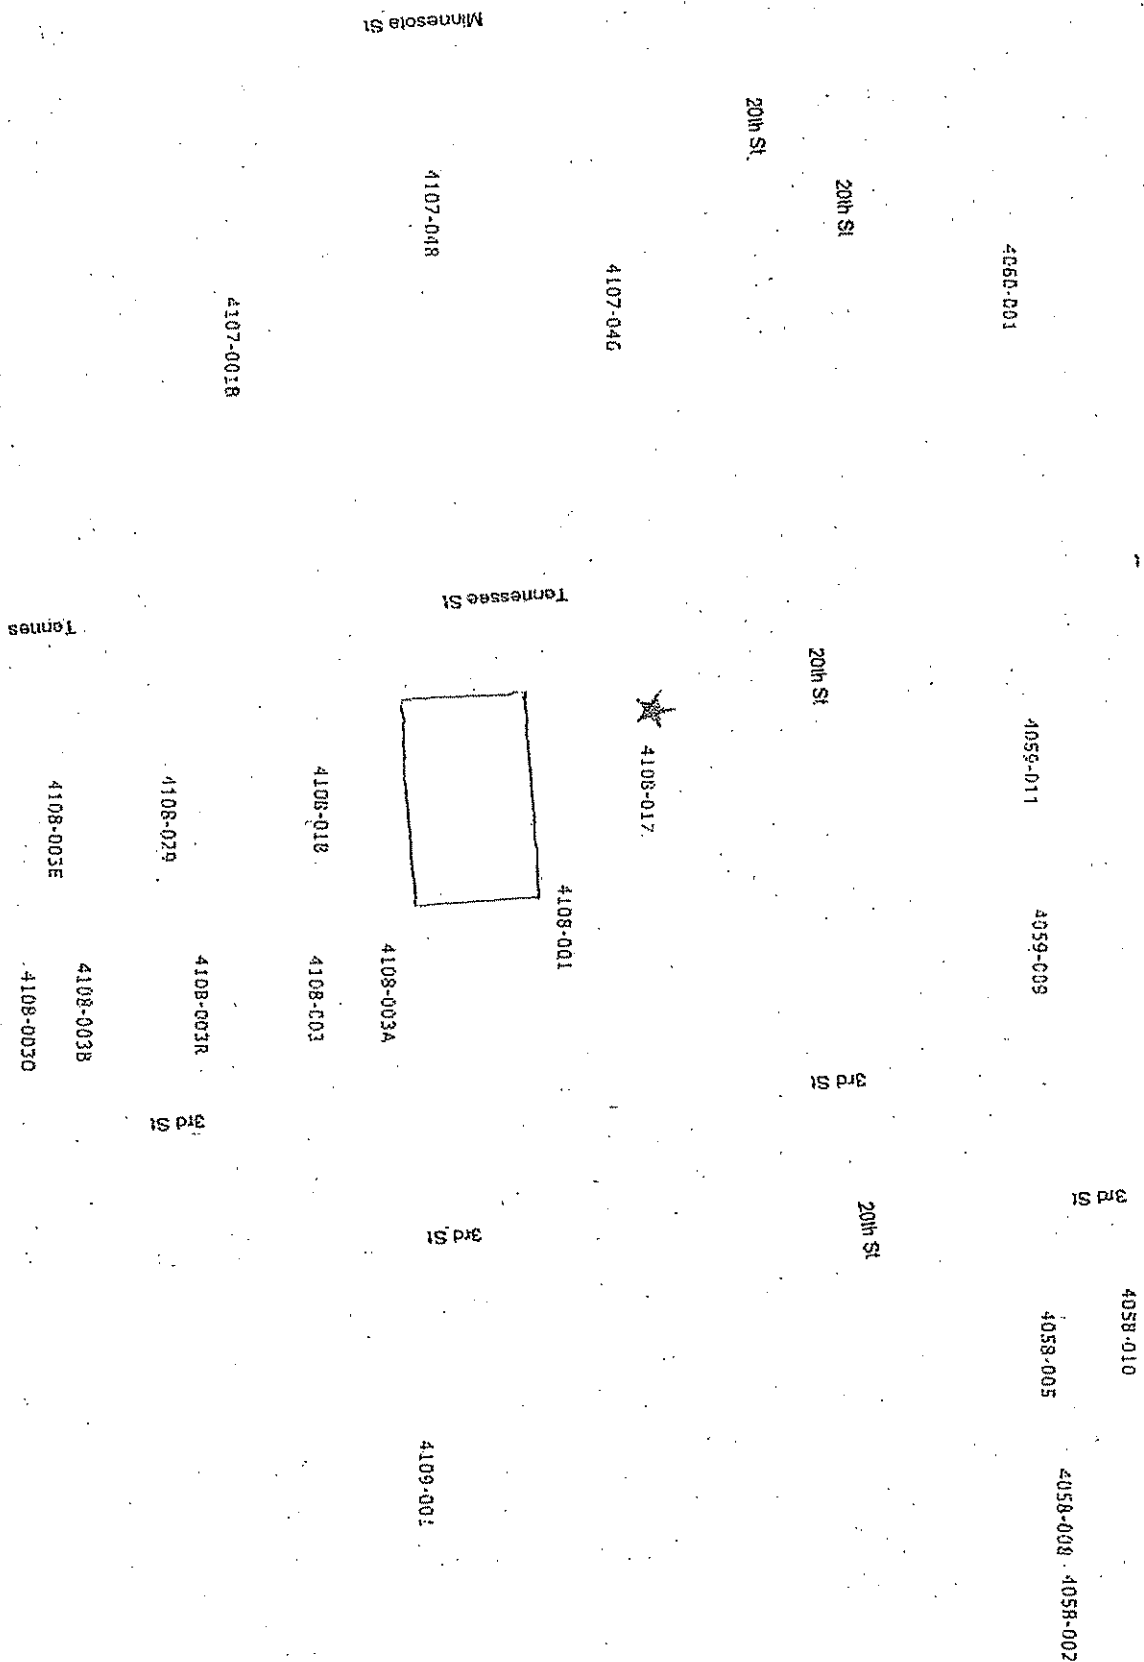 4058-010
4058-002
4058-008
4058-005
3rd St
4059-009
4059-011
4060-001
20th St
20th St
20th St
20th St
3rd St
4108-017
4107-046
4108-001
Tennessee St
Minnesota St
4107-048
4109-001
3rd St
4108-003A
4108-018
4108-003
4107-001B
4108-003R
4108-029
3rd St
4108-003B
4108-003E
4108-003O
Tennes